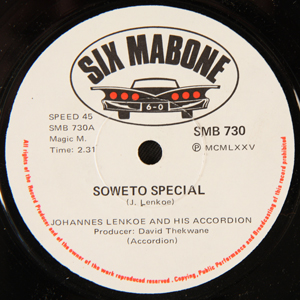 SIX MABONE
6-0
SPEED 45
SMB 730A
Magic M.
Time: 2.31
SMB 730
Ⓟ MCMLXXV
SOWETO SPECIAL
(J. Lenkoe)
JOHANNES LENKOE AND HIS ACCORDION
Producer: David Thekwane
(Accordion)
All rights of the Record Producer and of the owner of the work reproduced reserved. Copying, Public Performance and Broadcasting of this record prohibited.